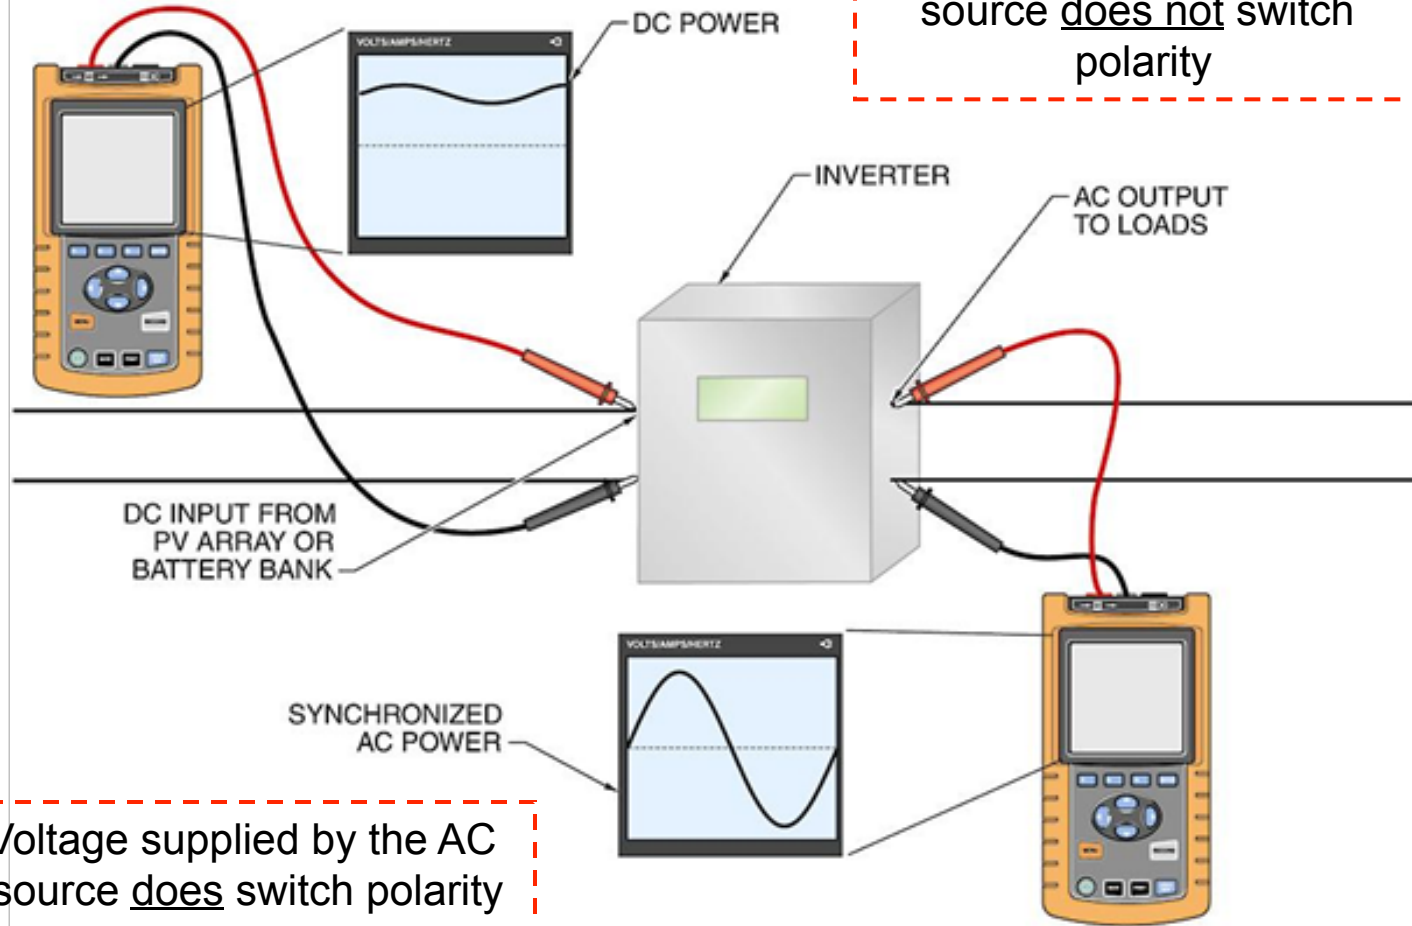 source does not switch
polarity
DC POWER
VOLTS/AMPS/HERTZ
INVERTER
AC OUTPUT
TO LOADS
DC INPUT FROM
PV ARRAY OR
BATTERY BANK
VOLTS/AMPS/HERTZ
SYNCHRONIZED
AC POWER
Voltage supplied by the AC
source does switch polarity